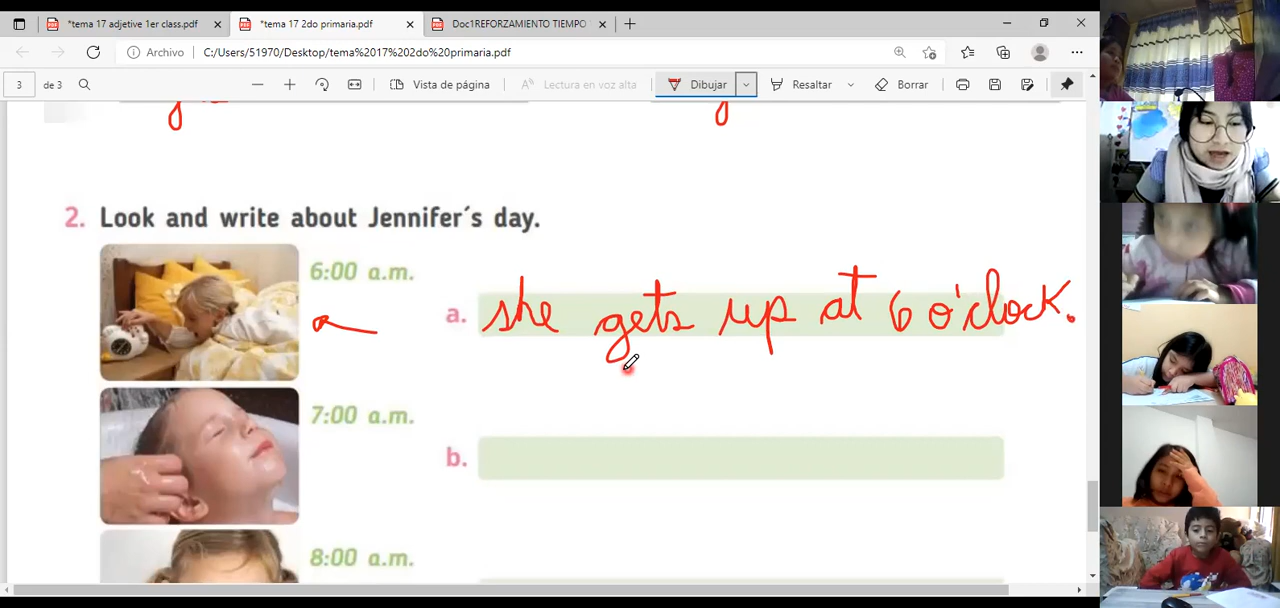 *tema 17 adjetive 1er class.pdf
*tema 17 2do primaria.pdf
Doc1REFORZAMIENTO TIEMPO
Archivo
C:/Users/51970/Desktop/tema%2017%202do%20primaria.pdf
3 de 3
Vista de página
Lectura en voz alta
Dibujar
Resaltar
Borrar
2. Look and write about Jennifer´s day.
6:00 a.m.
a. she gets up at 6 o'clock.
7:00 a.m.
b.
8:00 a.m.